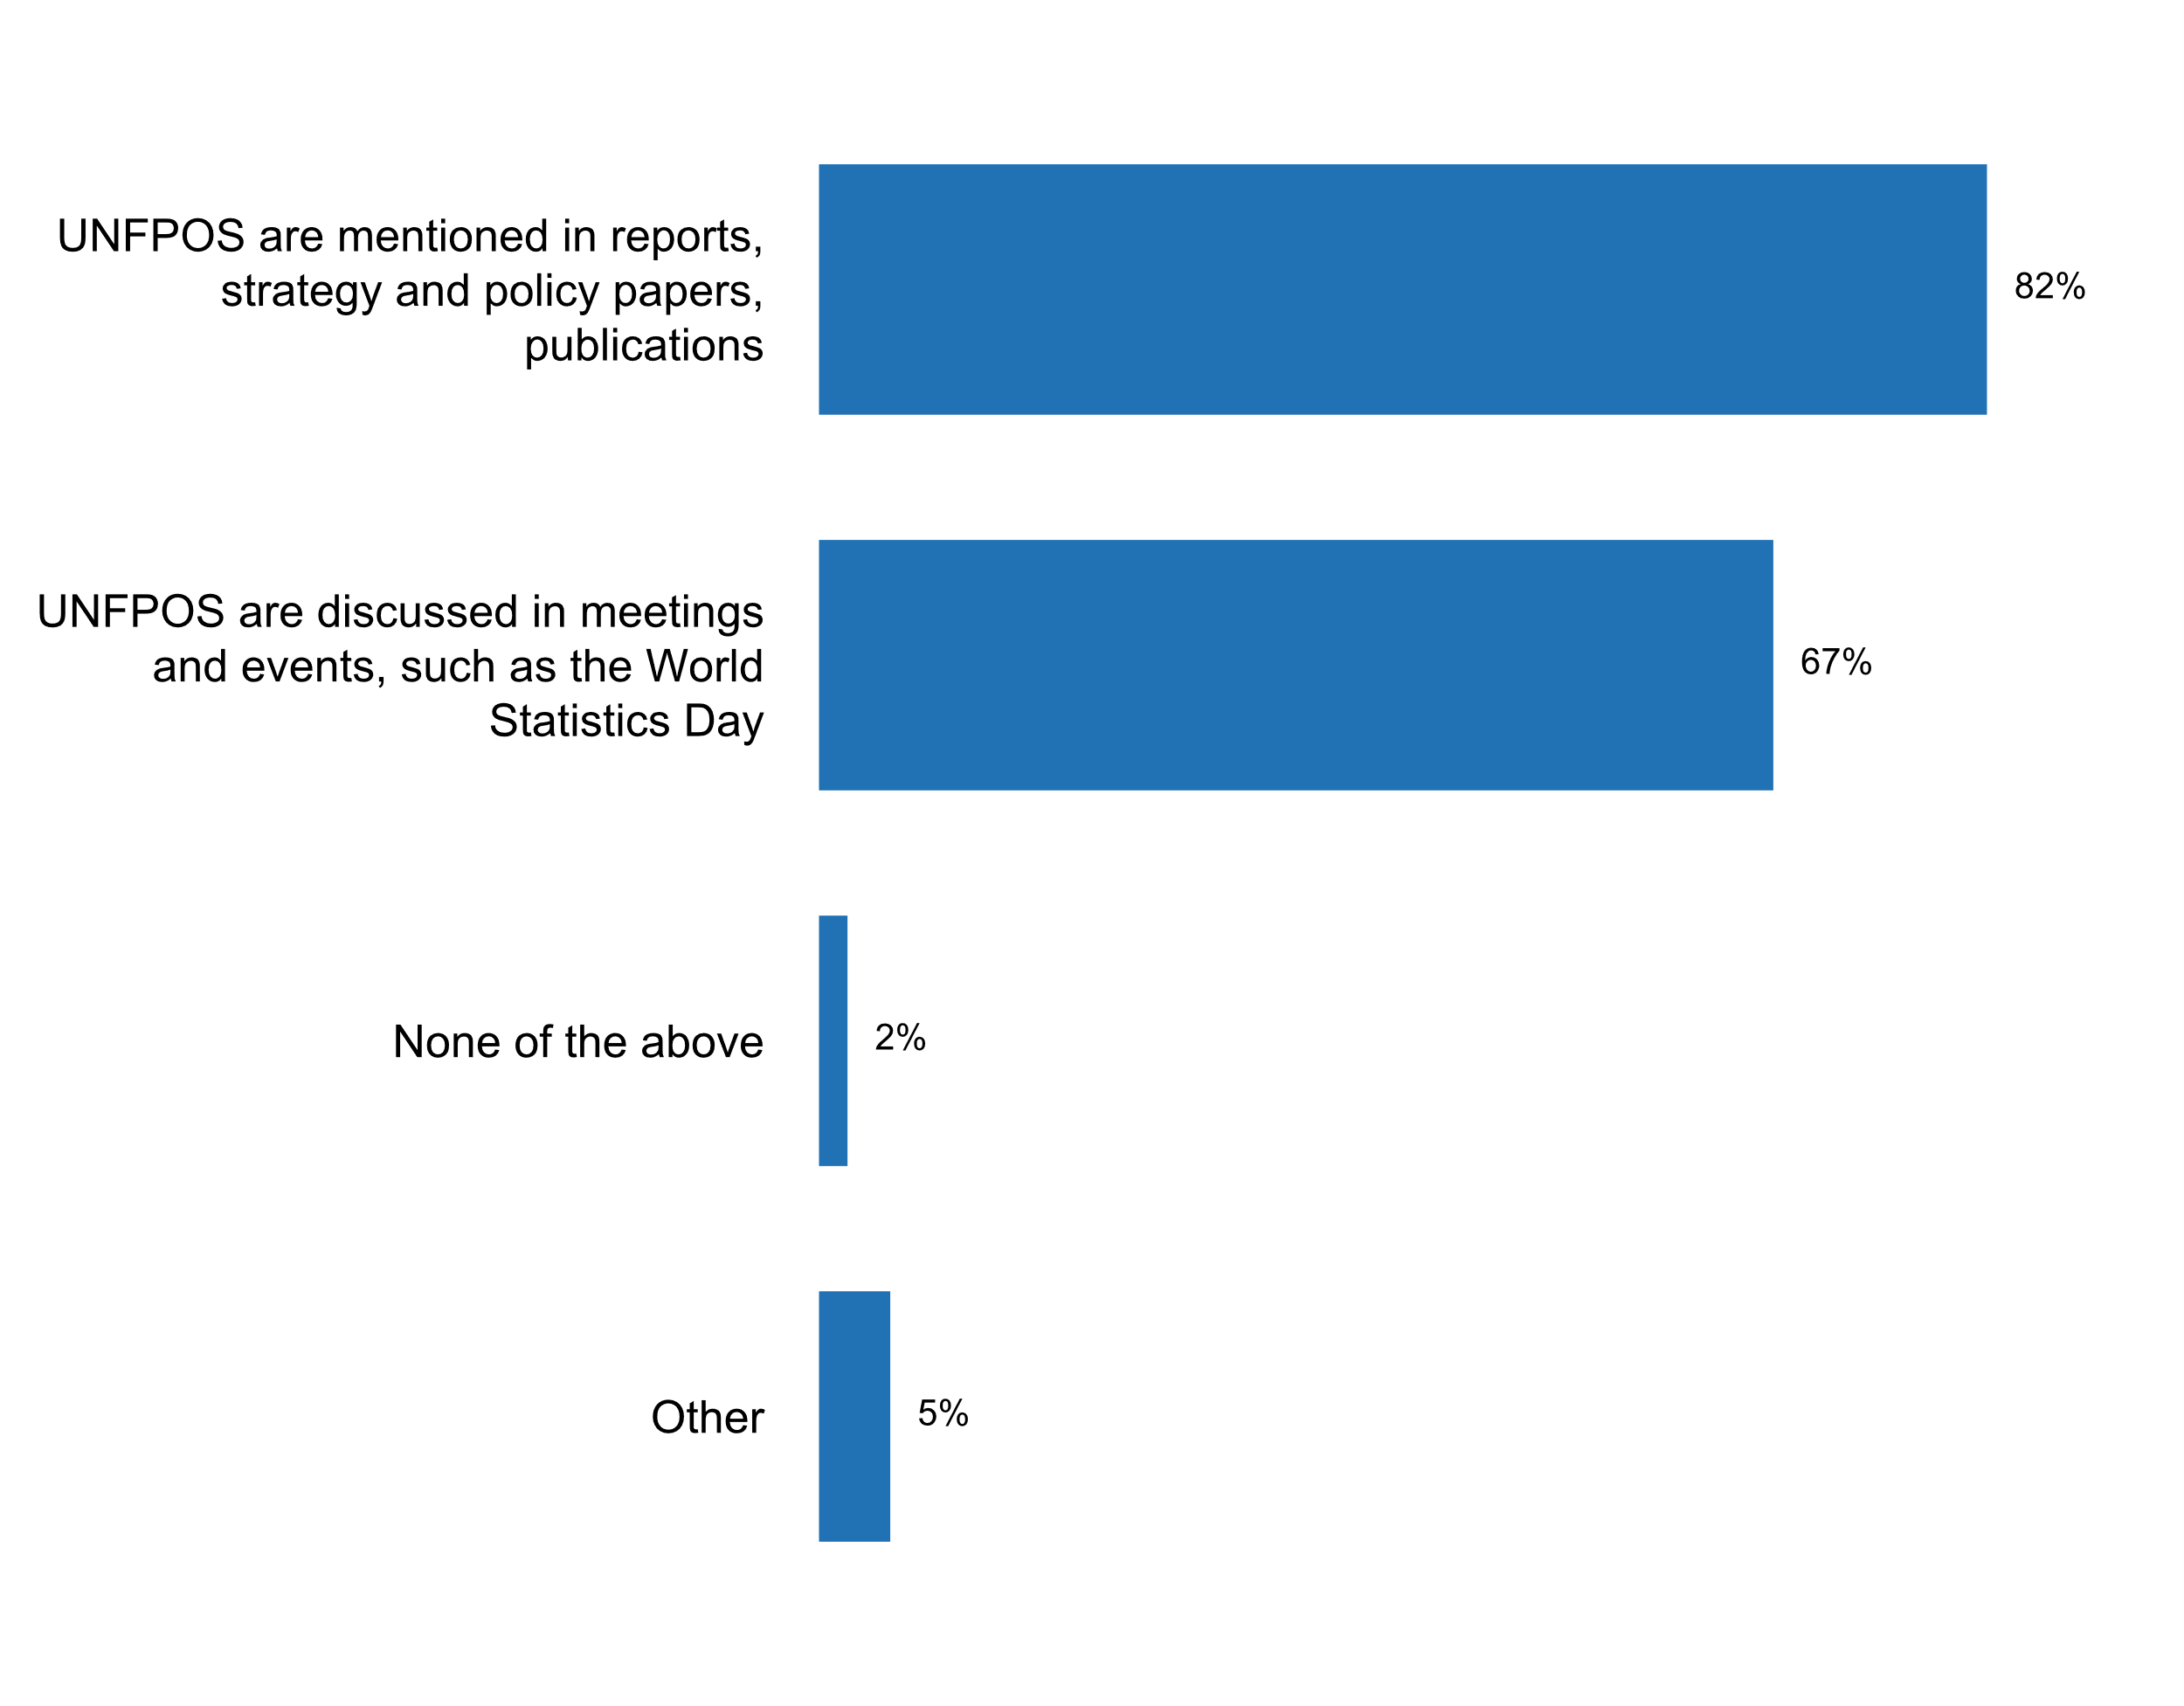 UNFPOS are mentioned in reports,
strategy and policy papers,
publications
82%
UNFPOS are discussed in meetings
and events, such as the World
Statistics Day
67%
None of the above
2%
Other
5%